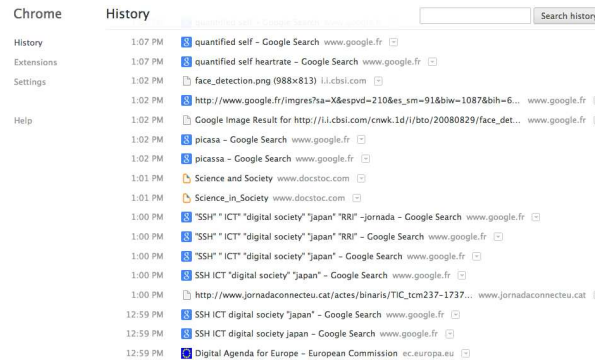 Chrome
History
Search history
History
Extensions
Settings
Help
1:07 PM quantified self – Google Search www.google.fr
1:07 PM quantified self heartrate – Google Search www.google.fr
1:02 PM face_detection.png (988×813) i.i.cbsi.com
1:02 PM http://www.google.fr/imgres?sa=X&espvd=210&es_sm=91&biw=1087&bih=6... www.google.fr
1:02 PM Google Image Result for http://i.i.cbsi.com/cnwk.1d/i/bto/20080829/face_det... www.google.fr
1:02 PM picasa – Google Search www.google.fr
1:02 PM picassa – Google Search www.google.fr
1:01 PM Science and Society www.docstoc.com
1:01 PM Science_in_Society www.docstoc.com
1:00 PM "SSH" " ICT" "digital society" "japan" "RRI" -jornada – Google Search www.google.fr
1:00 PM "SSH" " ICT" "digital society" "japan" "RRI" – Google Search www.google.fr
1:00 PM "SSH" " ICT" "digital society" "japan" – Google Search www.google.fr
1:00 PM SSH ICT "digital society" "japan" – Google Search www.google.fr
1:00 PM http://www.jornadaconnecteu.cat/actes/binaris/TIC_tcm237-1737... www.jornadaconnecteu.cat
12:59 PM SSH ICT digital society "japan" – Google Search www.google.fr
12:59 PM SSH ICT digital society japan – Google Search www.google.fr
12:59 PM Digital Agenda for Europe – European Commission ec.europa.eu